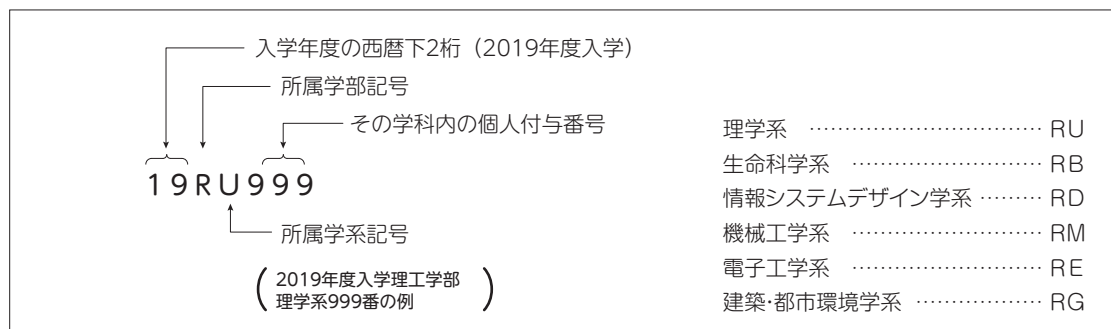 入学年度の西暦下2桁（2019年度入学）
所属学部記号
その学科内の個人付与番号
19RU999
所属学系記号
（2019年度入学理工学部
理学系999番の例）
理学系 ……………………………… RU
生命科学系 ………………………… RB
情報システムデザイン学系 ……… RD
機械工学系 ………………………… RM
電子工学系 ………………………… RE
建築・都市環境学系 ……………… RG